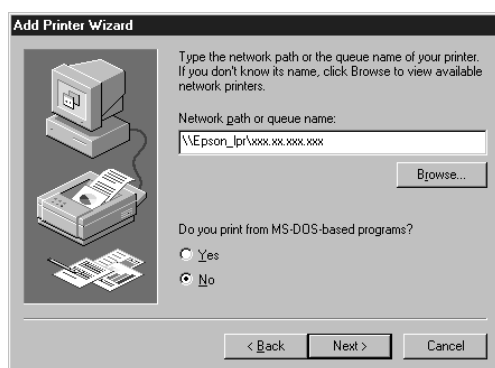 Add Printer Wizard
Type the network path or the queue name of your printer.
If you don't know its name, click Browse to view available
network printers.
Network path or queue name:
\\Epson_lpr\xxx.xx.xxx.xxx
Browse...
Do you print from MS-DOS-based programs?
Yes
No
< Back
Next >
Cancel